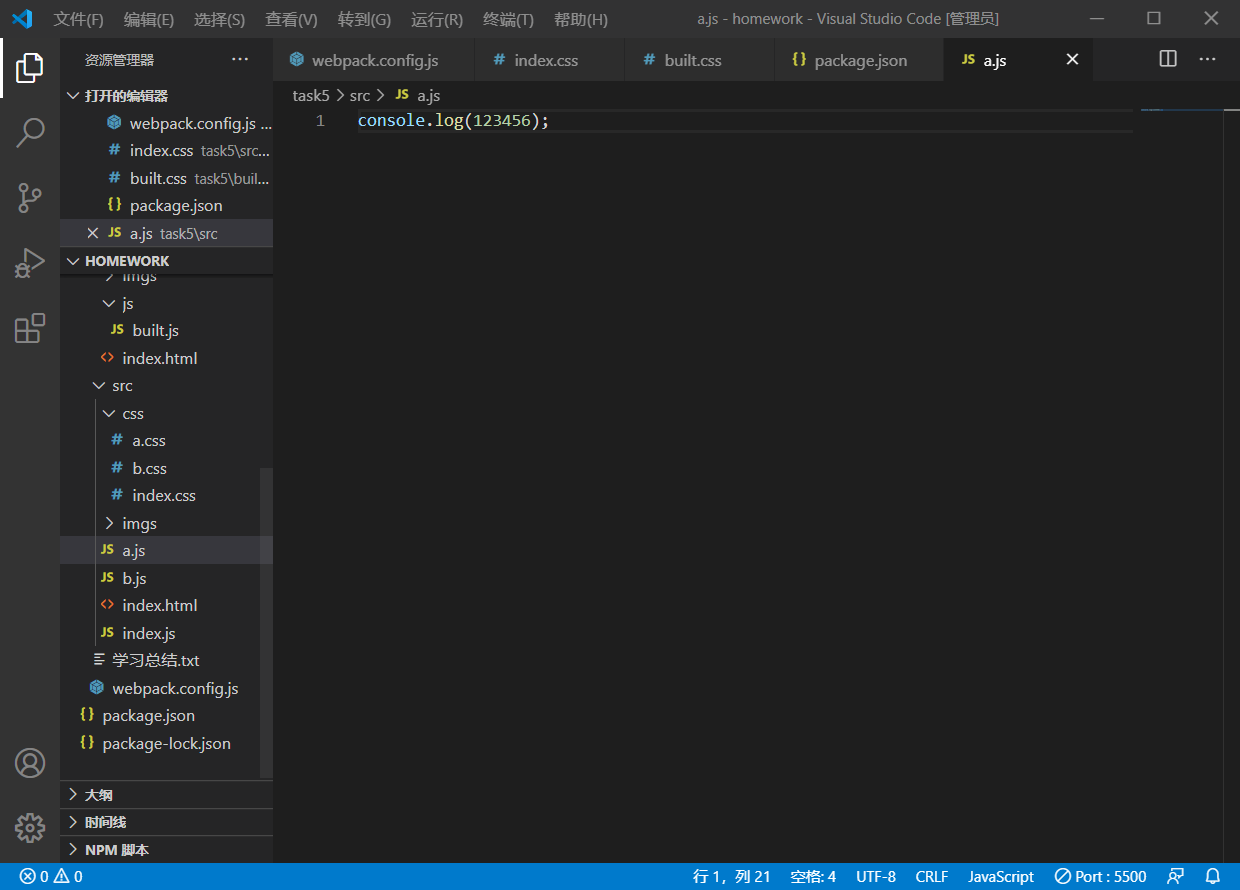 文件(F) 编辑(E) 选择(S) 查看(V) 转到(G) 运行(R) 终端(T) 帮助(H) a.js - homework - Visual Studio Code [管理员]
资源管理器 ···
webpack.config.js # index.css # built.css {} package.json JS a.js
task5 > src > JS a.js
打开的编辑器
webpack.config.js ...
# index.css task5\src...
# built.css task5\buil...
{} package.json
JS a.js task5\src
HOMEWORK
imgs
js
JS built.js
<> index.html
src
css
# a.css
# b.css
# index.css
imgs
JS a.js
JS b.js
<> index.html
JS index.js
学习总结.txt
webpack.config.js
{} package.json
{} package-lock.json
大纲
时间线
NPM 脚本
1 console.log(123456);
0 0 行 1，列 21 空格: 4 UTF-8 CRLF JavaScript Port : 5500